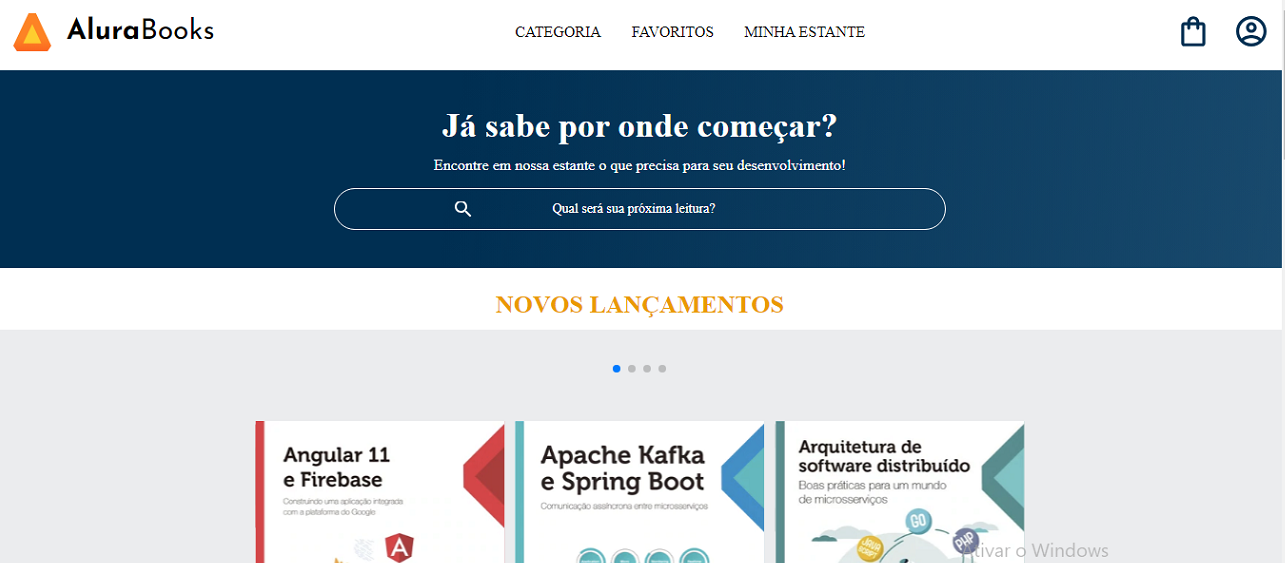 AluraBooks
CATEGORIA FAVORITOS MINHA ESTANTE
Já sabe por onde começar?
Encontre em nossa estante o que precisa para seu desenvolvimento!
Qual será sua próxima leitura?
NOVOS LANÇAMENTOS
Angular 11
e Firebase
Construindo uma aplicação integrada
com a plataforma do Google
A
Apache Kafka
e Spring Boot
Comunicação assíncrona entre microsserviços
Arquitetura de
software distribuído
Boas práticas para um mundo
de microsserviços
GO
JAVA
PHP
Ativar o Windows